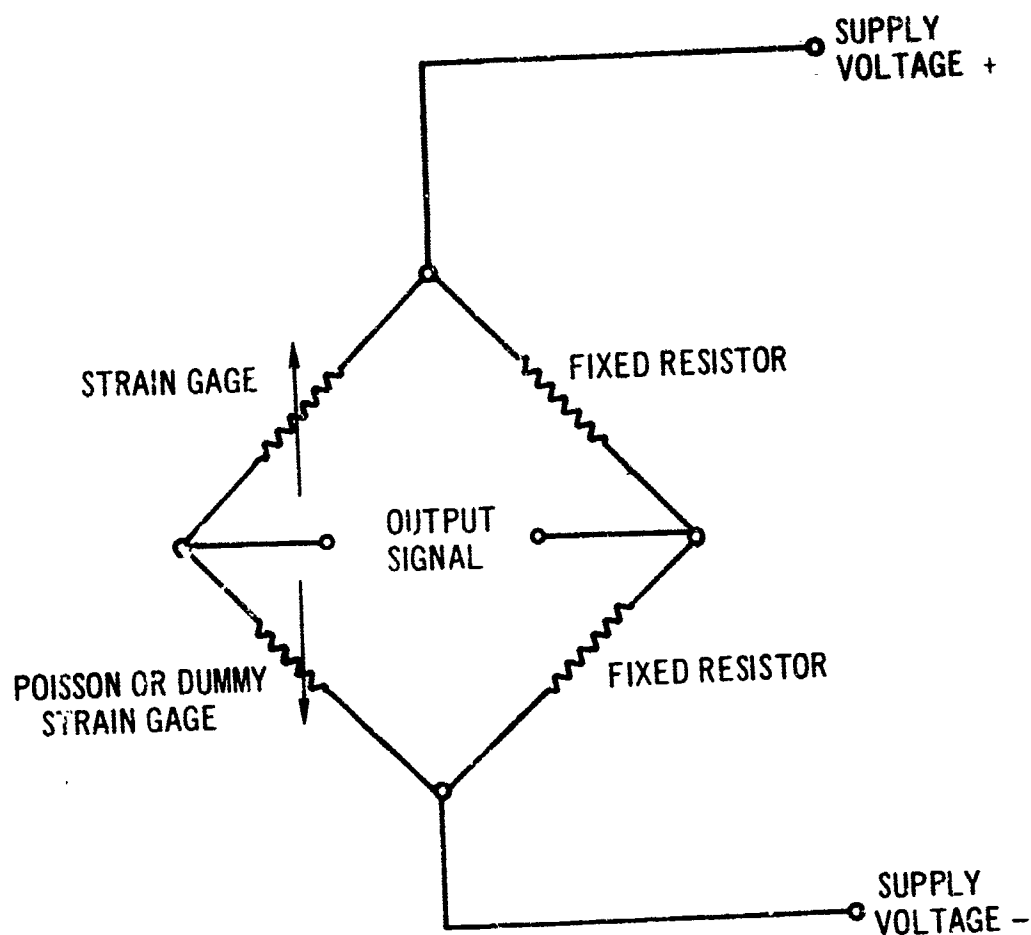 SUPPLY
VOLTAGE +
STRAIN GAGE
FIXED RESISTOR
OUTPUT
SIGNAL
POISSON OR DUMMY
STRAIN GAGE
FIXED RESISTOR
SUPPLY
VOLTAGE -